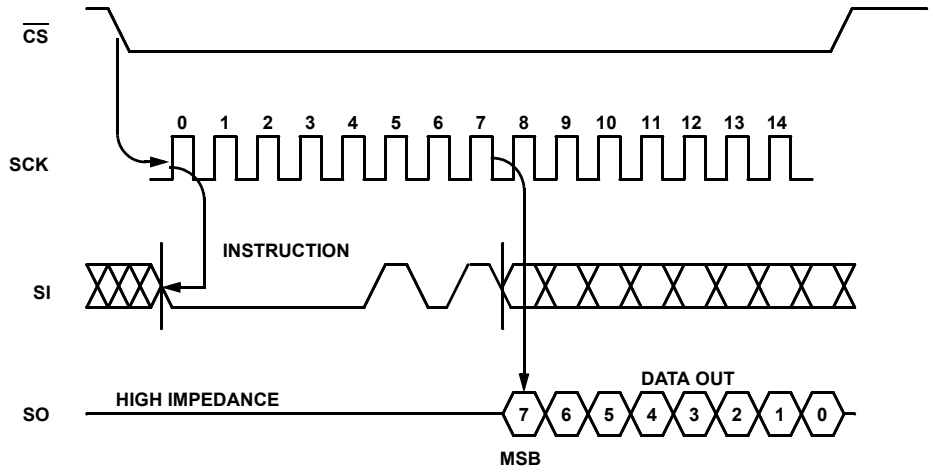 CS
0 1 2 3 4 5 6 7 8 9 10 11 12 13 14
SCK
INSTRUCTION
SI
DATA OUT
HIGH IMPEDANCE
SO
7 6 5 4 3 2 1 0
MSB